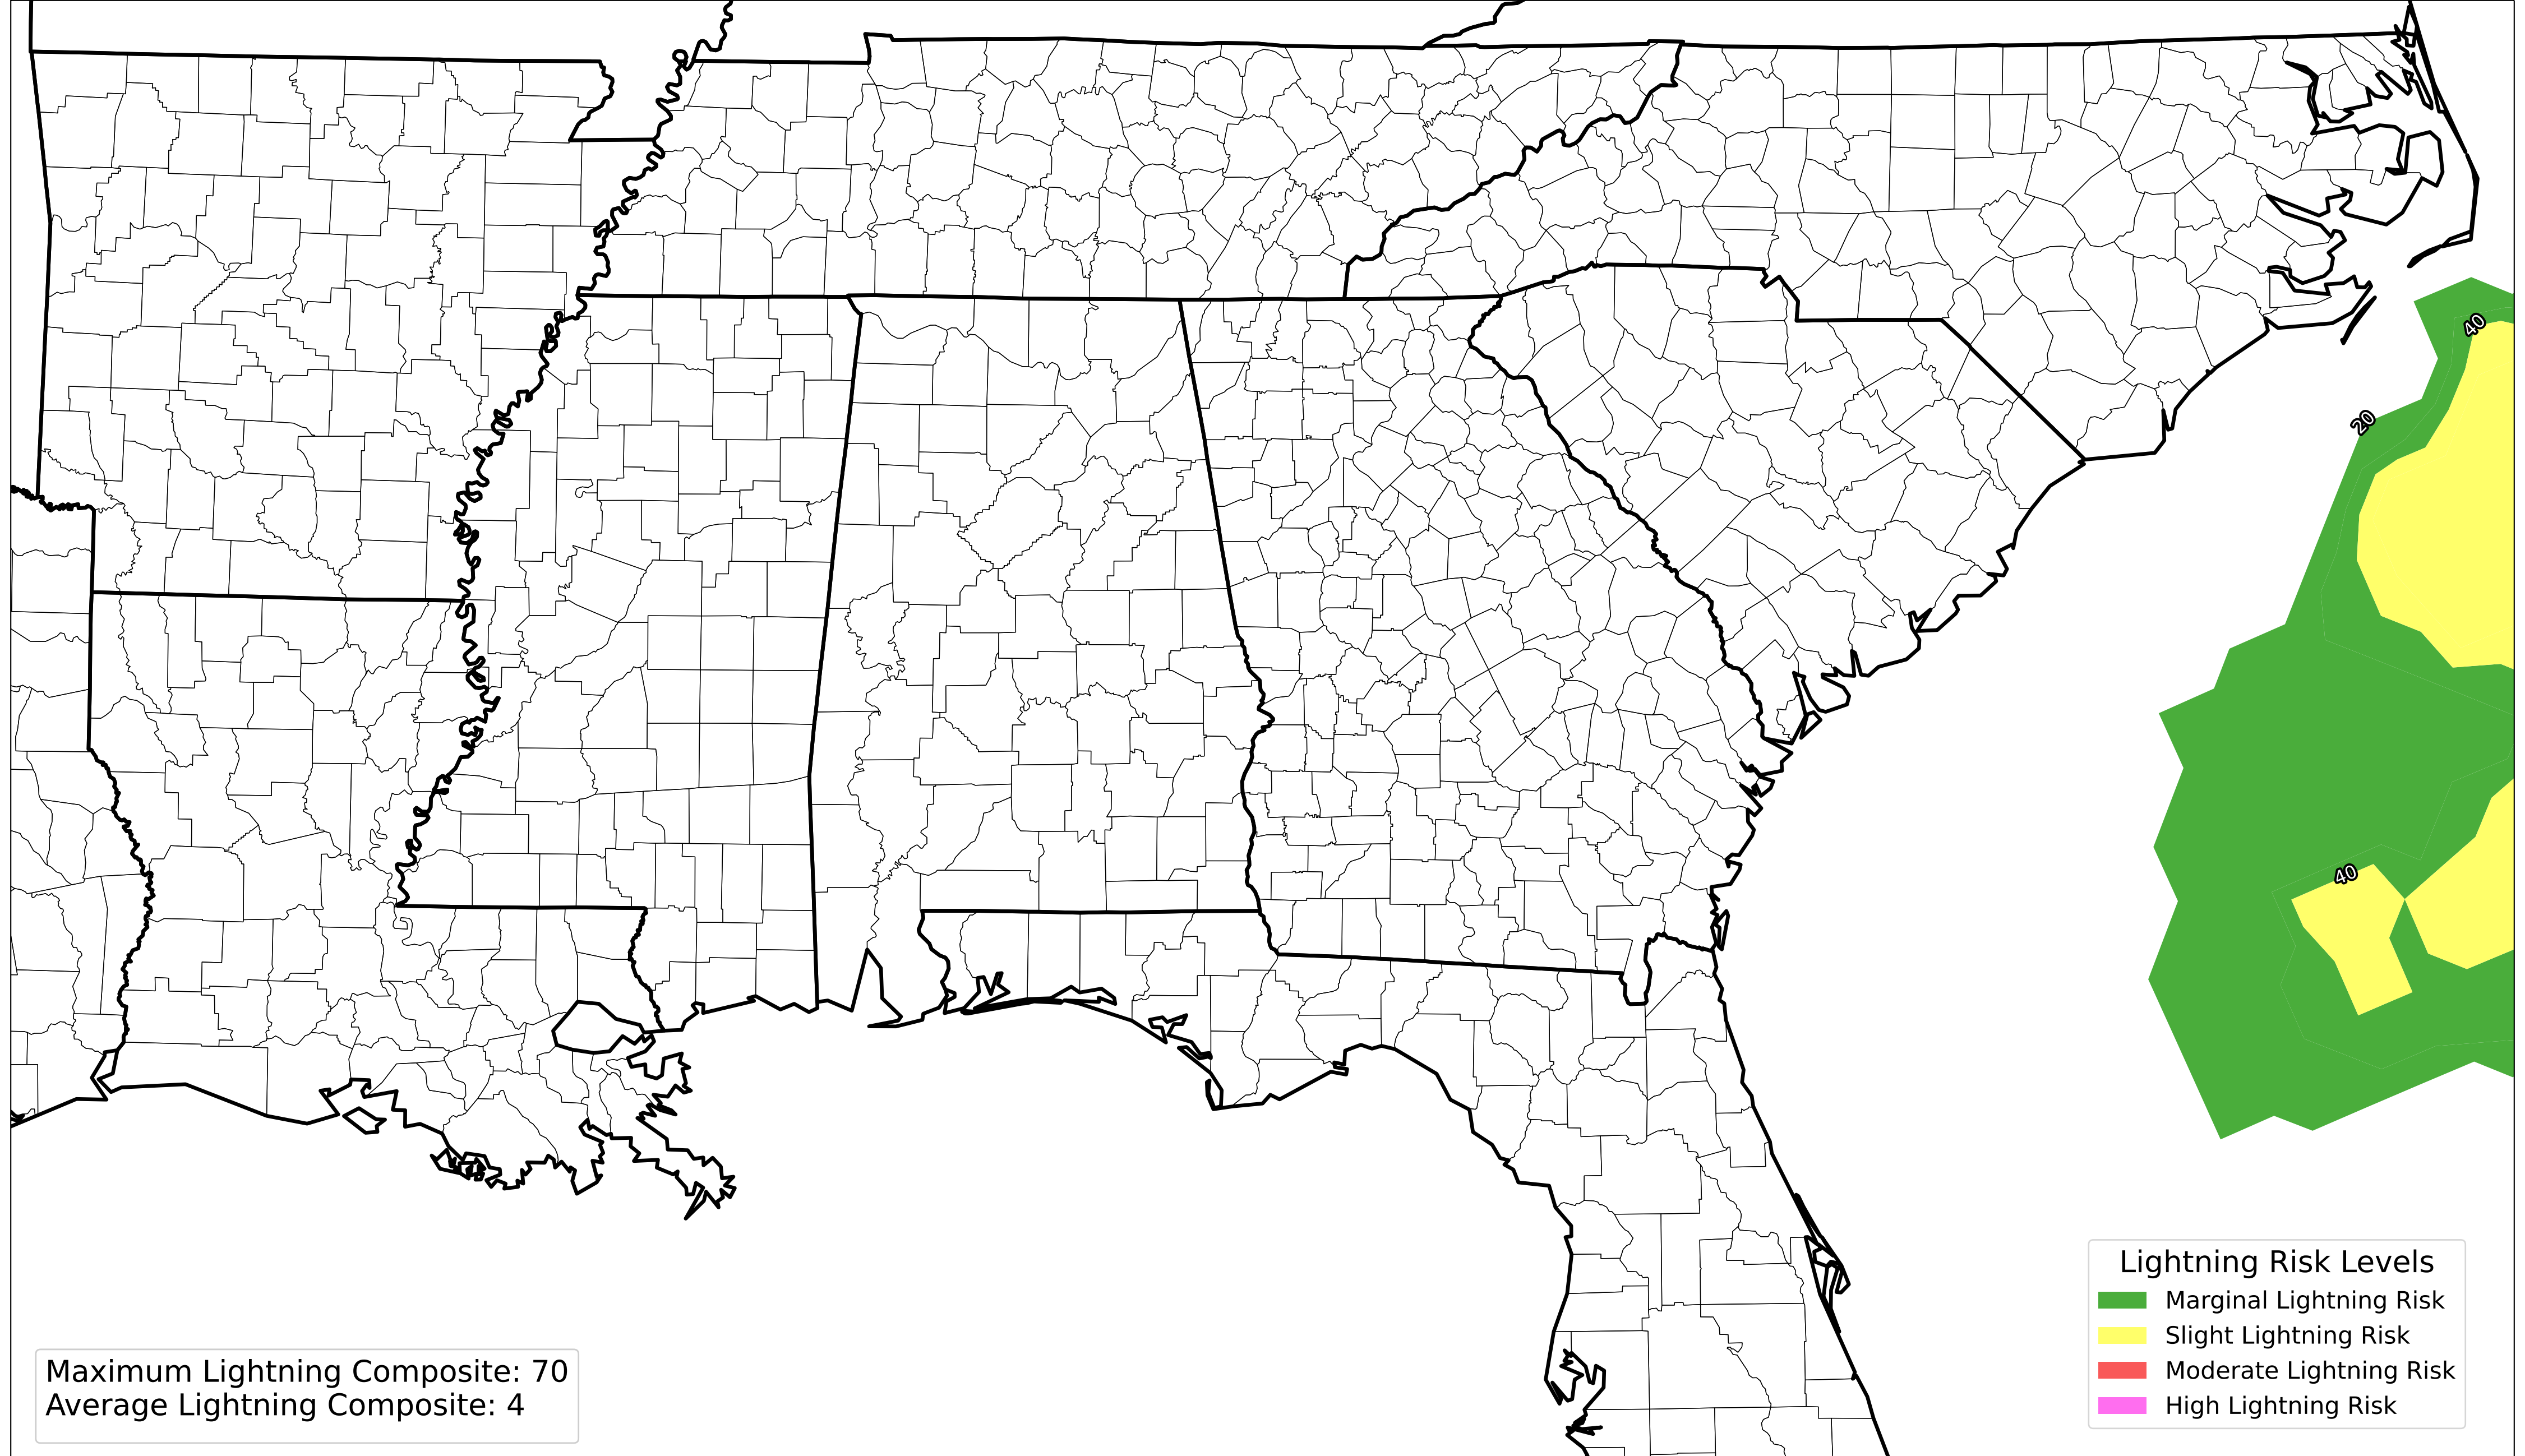 40
20
40
Lightning Risk Levels
Marginal Lightning Risk
Slight Lightning Risk
Moderate Lightning Risk
High Lightning Risk
Maximum Lightning Composite: 70
Average Lightning Composite: 4